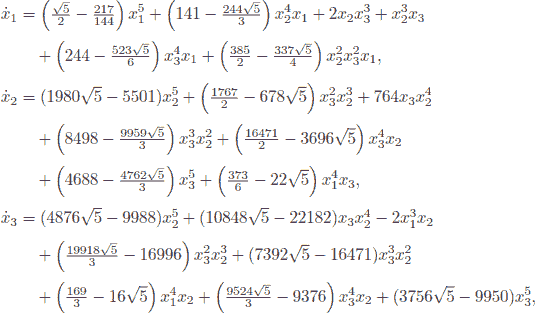 ẋ₁ = (√5/2 − 217/144) x₁⁵ + (141 − 244√5/3) x₂⁴x₁ + 2x₂x₃³ + x₂³x₃
+ (244 − 523√5/6) x₃⁴x₁ + (385/2 − 337√5/4) x₂²x₃²x₁,
ẋ₂ = (1980√5 − 5501)x₂⁵ + (1767/2 − 678√5) x₃²x₂³ + 764x₃x₂⁴
+ (8498 − 9959√5/3) x₃³x₂² + (16471/2 − 3696√5) x₃⁴x₂
+ (4688 − 4762√5/3) x₃⁵ + (373/6 − 22√5) x₁⁴x₃,
ẋ₃ = (4876√5 − 9988)x₂⁵ + (10848√5 − 22182)x₃x₂⁴ − 2x₁³x₂
+ (19918√5/3 − 16996) x₃²x₂³ + (7392√5 − 16471)x₃³x₂²
+ (169/3 − 16√5) x₁⁴x₂ + (9524√5/3 − 9376) x₃⁴x₂ + (3756√5 − 9950)x₃⁵,